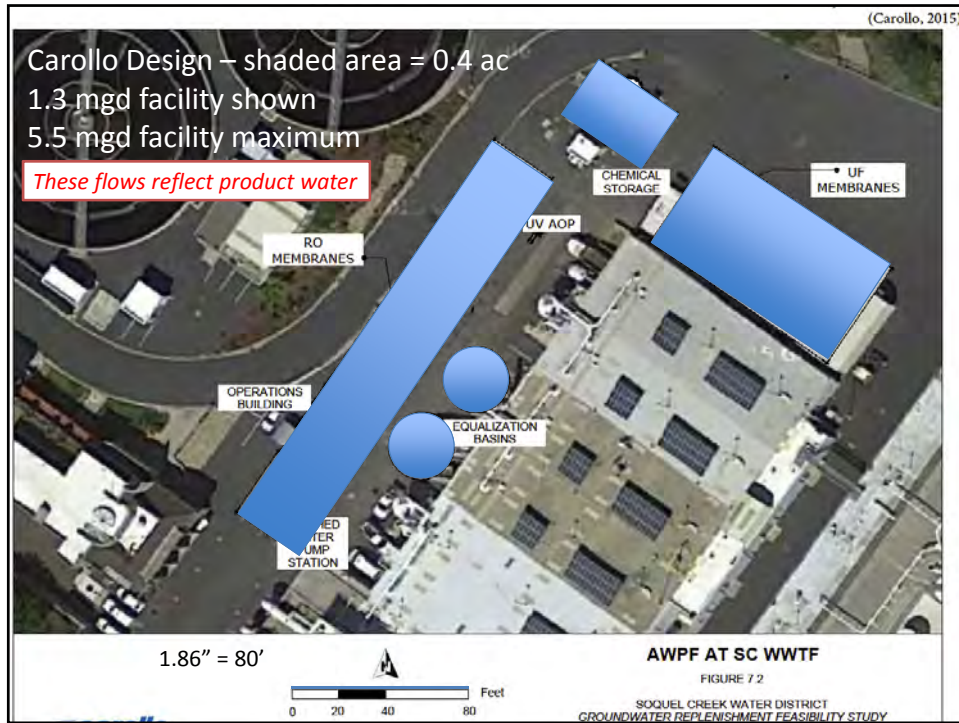 (Carollo, 2015)
Carollo Design – shaded area = 0.4 ac
1.3 mgd facility shown
5.5 mgd facility maximum
These flows reflect product water
CHEMICAL
STORAGE
UF
MEMBRANES
UV AOP
RO
MEMBRANES
OPERATIONS
BUILDING
EQUALIZATION
BASINS
STATION
1.86” = 80’
Feet
0 20 40 80
AWPF AT SC WWTF
FIGURE 7.2
SOQUEL CREEK WATER DISTRICT
GROUNDWATER REPLENISHMENT FEASIBILITY STUDY